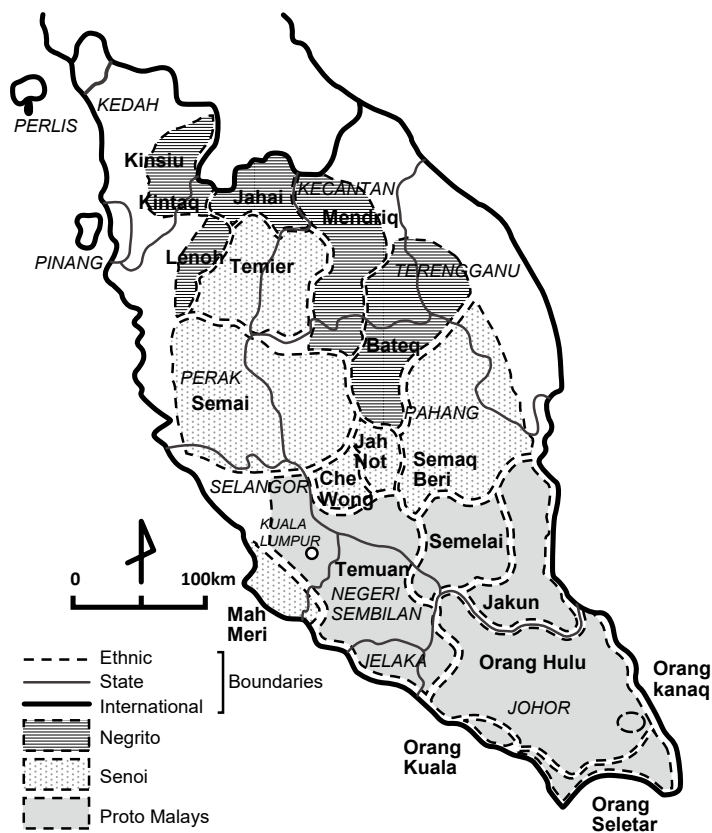 KEDAH
PERLIS
Kinsiu
KECANTAN
Kintaq
Jahai
Mendriq
PINANG
Lenoh
Temier
TERENGGANU
Bateq
PERAK
Semai
PAHANG
Jah
Not
Semaq
Beri
SELANGOR
Che
Wong
KUALA
LUMPUR
Semelai
Temuan
0
100km
NEGERI
SEMBILAN
Jakun
Mah
Meri
JELAKA
Orang Hulu
Orang
kanaq
JOHOR
Orang
Kuala
Orang
Seletar
Ethnic
State
International
Boundaries
Negrito
Senoi
Proto Malays